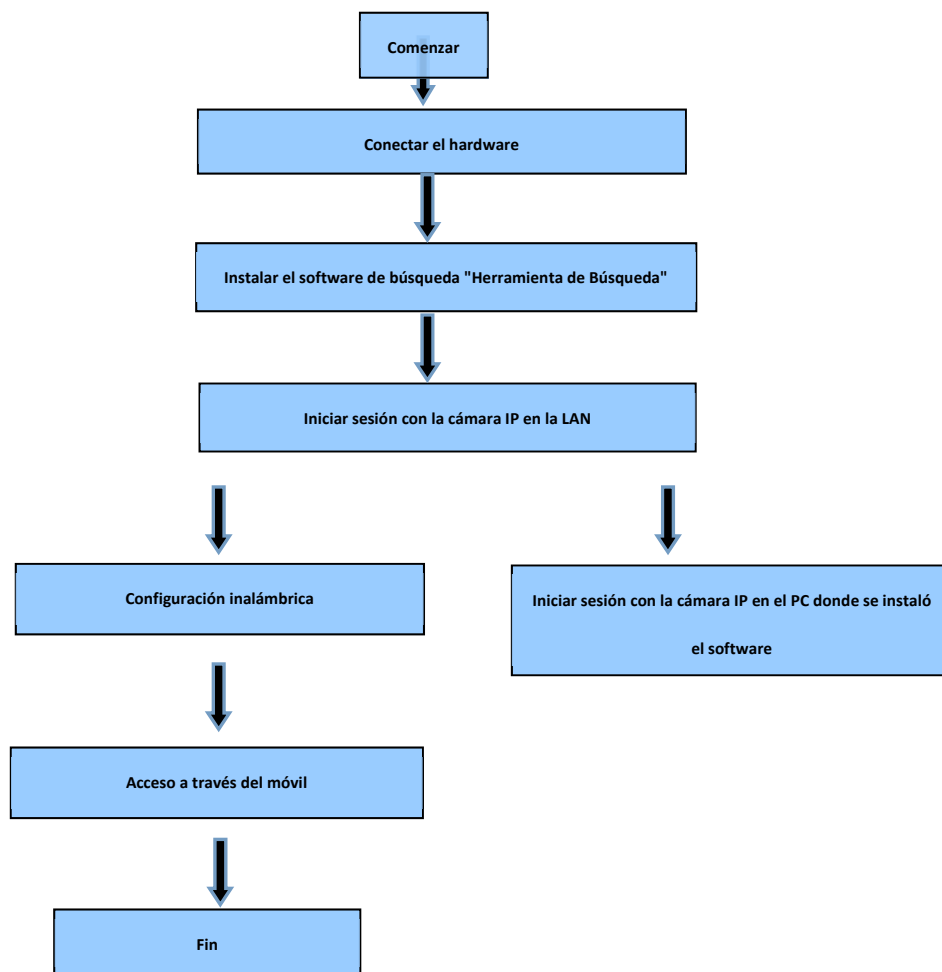 Comenzar
Conectar el hardware
Instalar el software de búsqueda "Herramienta de Búsqueda"
Iniciar sesión con la cámara IP en la LAN
Configuración inalámbrica
Iniciar sesión con la cámara IP en el PC donde se instaló
el software
Acceso a través del móvil
Fin